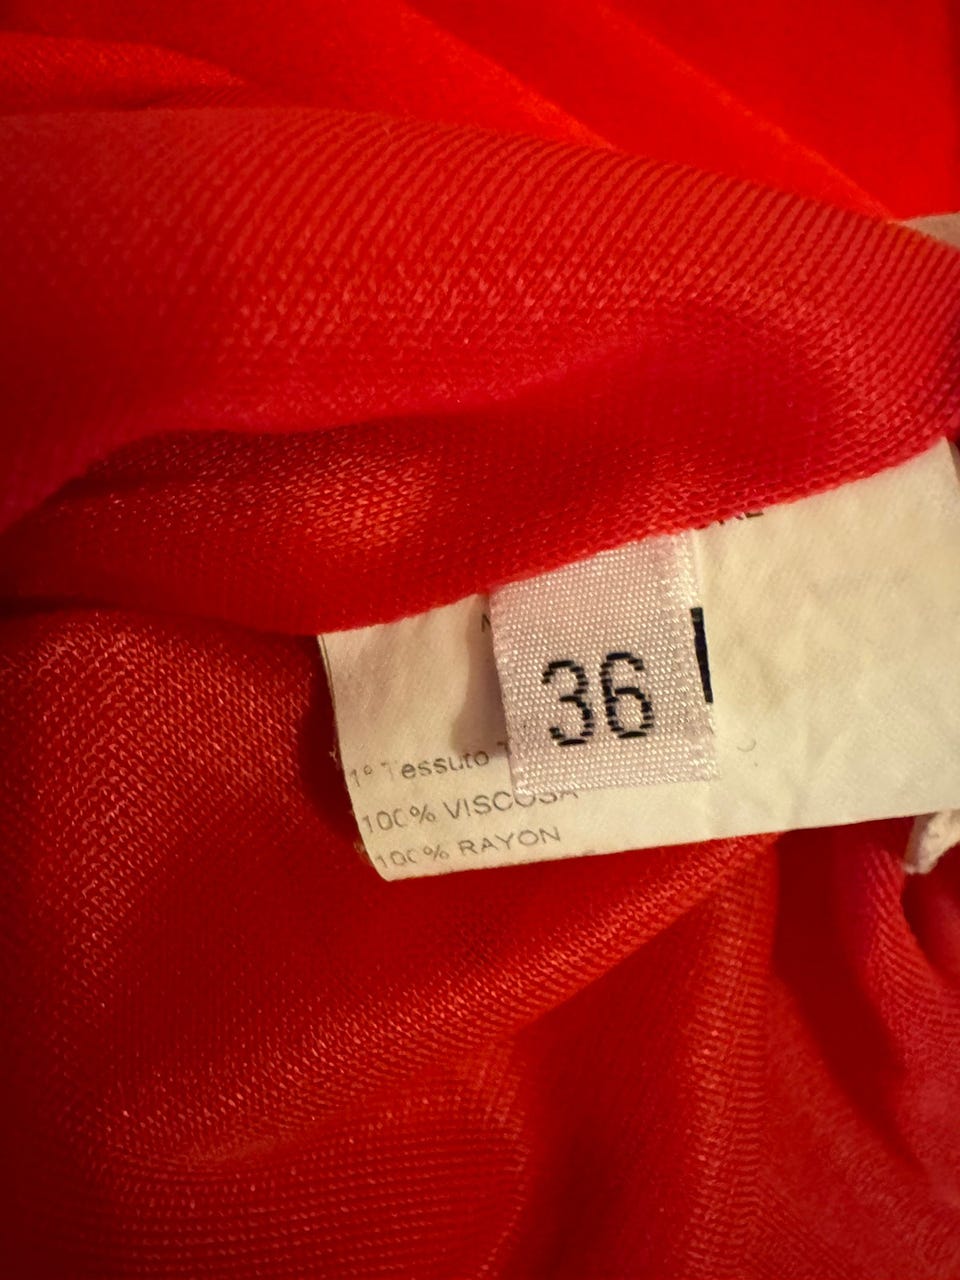 36
1° Tessuto
100% VISCOSA
100% RAYON